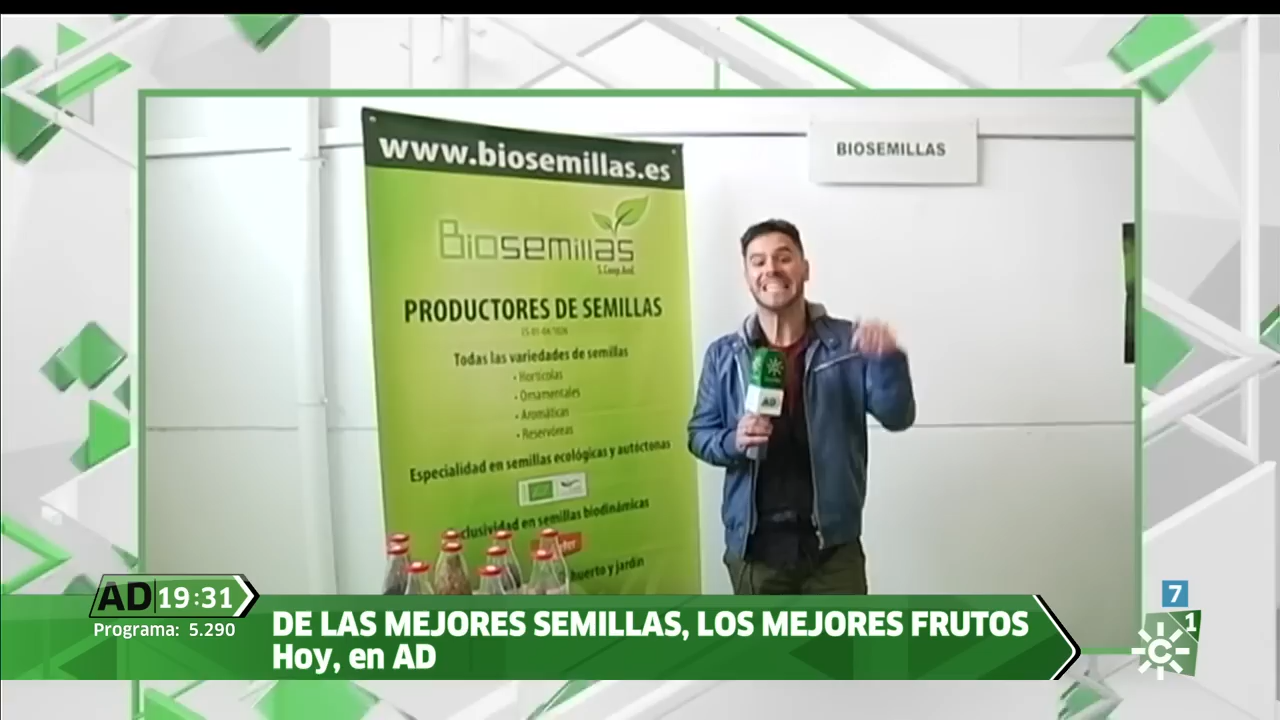 www.biosemillas.es
BIOSEMILLAS
Biosemillas
S.Coop.And.
PRODUCTORES DE SEMILLAS
Todas las variedades de semillas
· Hortícolas
· Ornamentales
· Aromáticas
Especialidad en semillas ecológicas y autóctonas
en semillas biodinámicas
huerto y jardín
AD
AD 19:31
Programa: 5.290
DE LAS MEJORES SEMILLAS, LOS MEJORES FRUTOS
Hoy, en AD
7
1